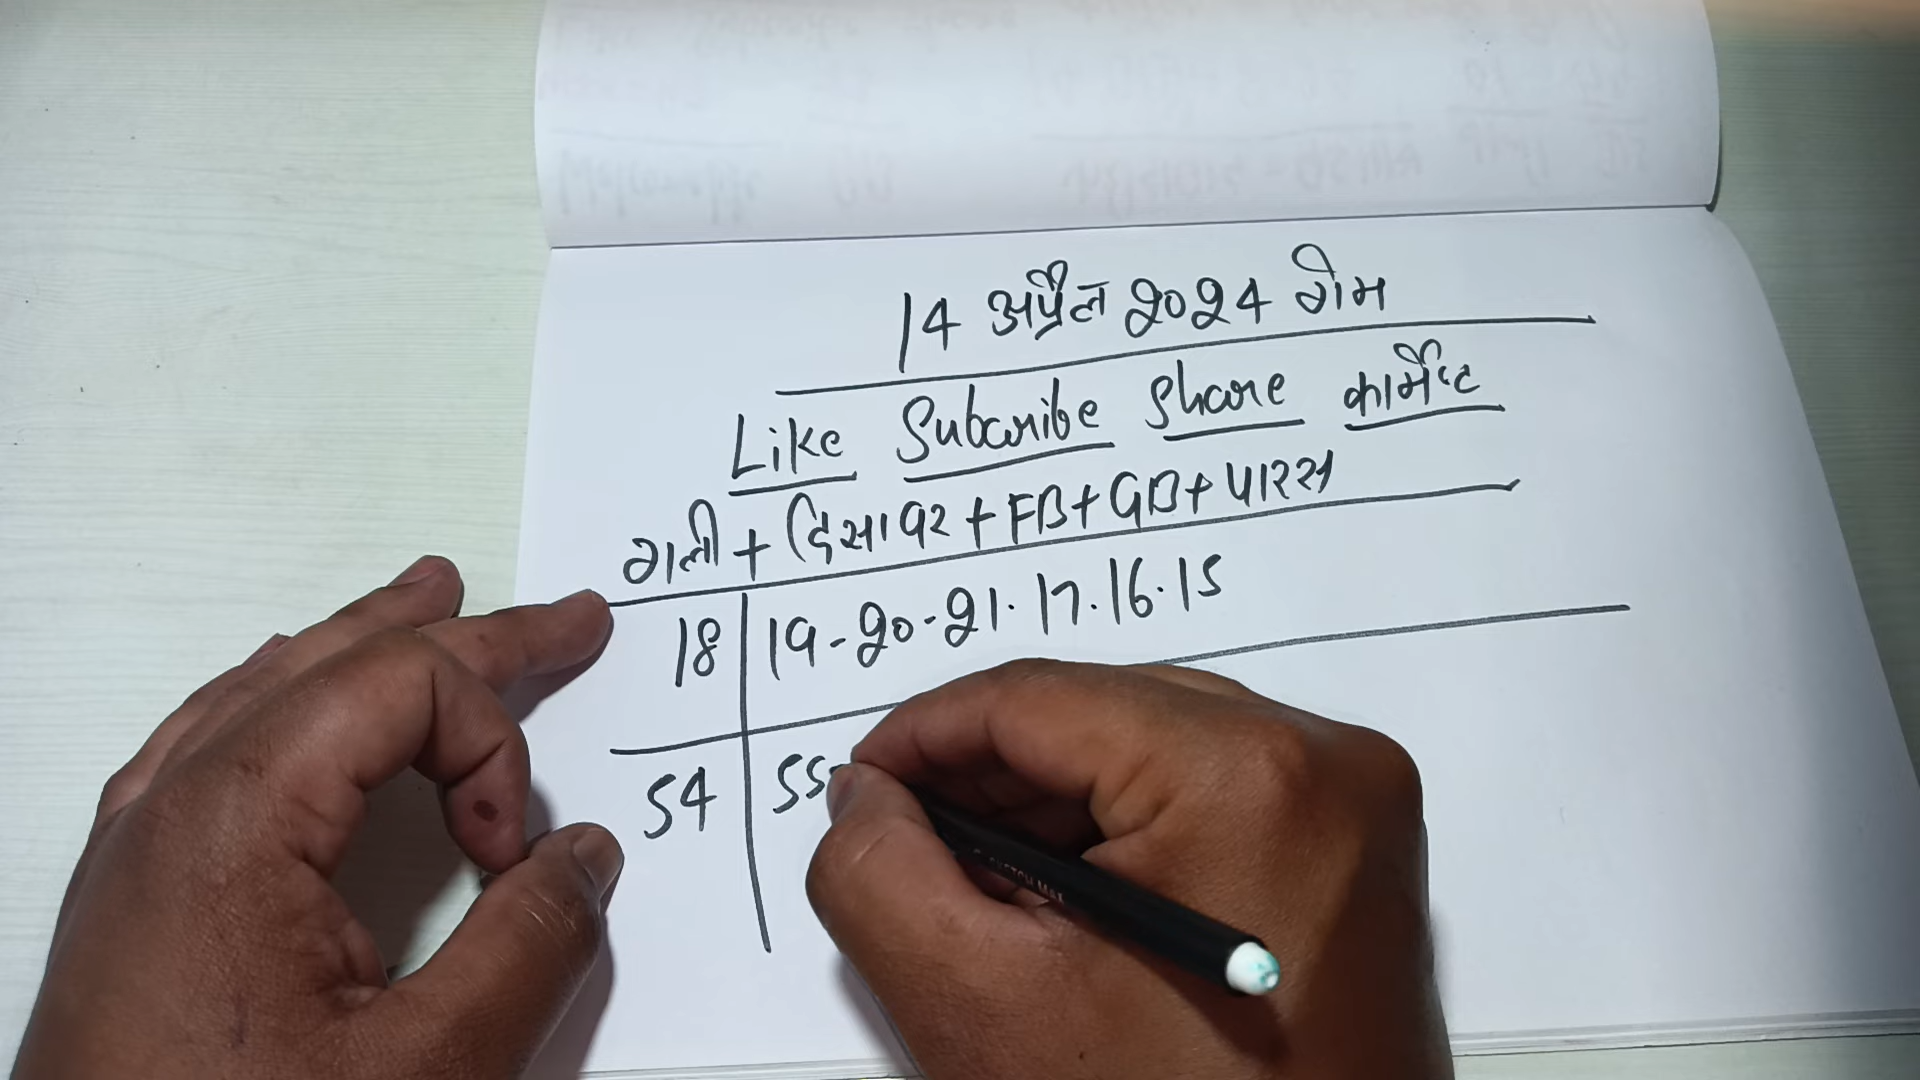 14 अप्रैल 2024 गेम
Like Subcribe Share कामेंन्ट
गली + दिसावर + FB + GB + पारस
18 19 - 20 - 21 . 17 . 16 . 15
54 55-
SKETCH